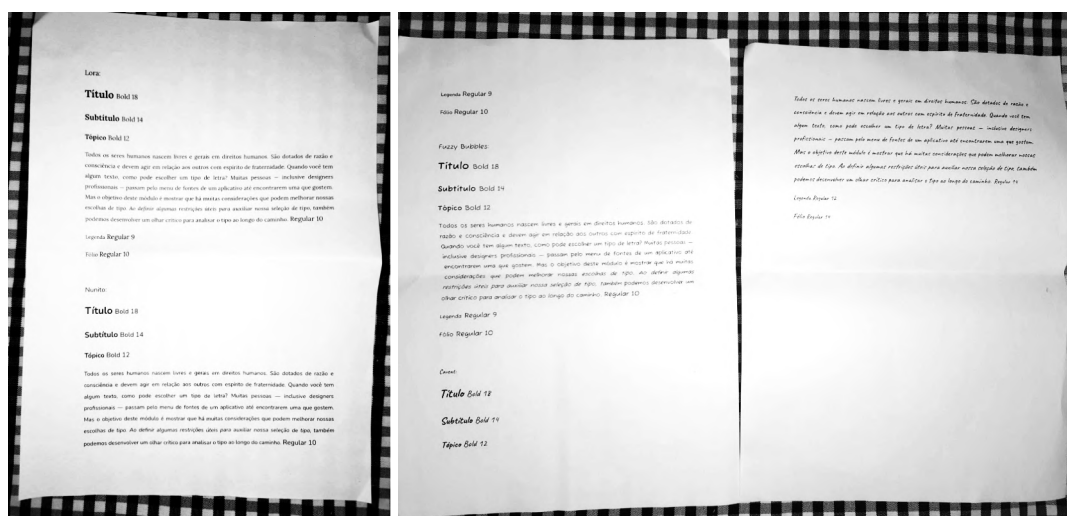 Lora:
Título Bold 18
Subtítulo Bold 14
Tópico Bold 12
Todos os seres humanos nascem livres e gerais em direitos humanos. São dotados de razão e
consciência e devem agir em relação aos outros com espírito de fraternidade. Quando você tem
algum texto, como pode escolher um tipo de letra? Muitas pessoas — inclusive designers
profissionais — passam pelo menu de fontes de um aplicativo até encontrarem uma que gostem.
Mas o objetivo deste módulo é mostrar que há muitas considerações que podem melhorar nossas
escolhas de tipo. Ao definir algumas restrições úteis para auxiliar nossa seleção de tipo, também
podemos desenvolver um olhar crítico para analisar o tipo ao longo do caminho. Regular 10
Legenda Regular 9
Fólio Regular 10
Nunito:
Título Bold 18
Subtítulo Bold 14
Tópico Bold 12
Todos os seres humanos nascem livres e gerais em direitos humanos. São dotados de razão e
consciência e devem agir em relação aos outros com espírito de fraternidade. Quando você tem
algum texto, como pode escolher um tipo de letra? Muitas pessoas — inclusive designers
profissionais — passam pelo menu de fontes de um aplicativo até encontrarem uma que gostem.
Mas o objetivo deste módulo é mostrar que há muitas considerações que podem melhorar nossas
escolhas de tipo. Ao definir algumas restrições úteis para auxiliar nossa seleção de tipo, também
podemos desenvolver um olhar crítico para analisar o tipo ao longo do caminho. Regular 10
Legenda Regular 9
Fólio Regular 10
Fuzzy Bubbles:
Título Bold 18
Subtítulo Bold 14
Tópico Bold 12
Todos os seres humanos nascem livres e gerais em direitos humanos. São dotados de
razão e consciência e devem agir em relação aos outros com espírito de fraternidade.
Quando você tem algum texto, como pode escolher um tipo de letra? Muitas pessoas —
inclusive designers profissionais — passam pelo menu de fontes de um aplicativo até
encontrarem uma que gostem. Mas o objetivo deste módulo é mostrar que há muitas
considerações que podem melhorar nossas escolhas de tipo. Ao definir algumas
restrições úteis para auxiliar nossa seleção de tipo, também podemos desenvolver um
olhar crítico para analisar o tipo ao longo do caminho. Regular 10
Legenda Regular 9
Fólio Regular 10
Caveat:
Título Bold 18
Subtítulo Bold 14
Tópico Bold 12
Todos os seres humanos nascem livres e gerais em direitos humanos. São dotados de razão e
consciência e devem agir em relação aos outros com espírito de fraternidade. Quando você tem
algum texto, como pode escolher um tipo de letra? Muitas pessoas — inclusive designers
profissionais — passam pelo menu de fontes de um aplicativo até encontrarem uma que gostem.
Mas o objetivo deste módulo é mostrar que há muitas considerações que podem melhorar nossas
escolhas de tipo. Ao definir algumas restrições úteis para auxiliar nossa seleção de tipo, também
podemos desenvolver um olhar crítico para analisar o tipo ao longo do caminho. Regular 14
Legenda Regular 12
Fólio Regular 14